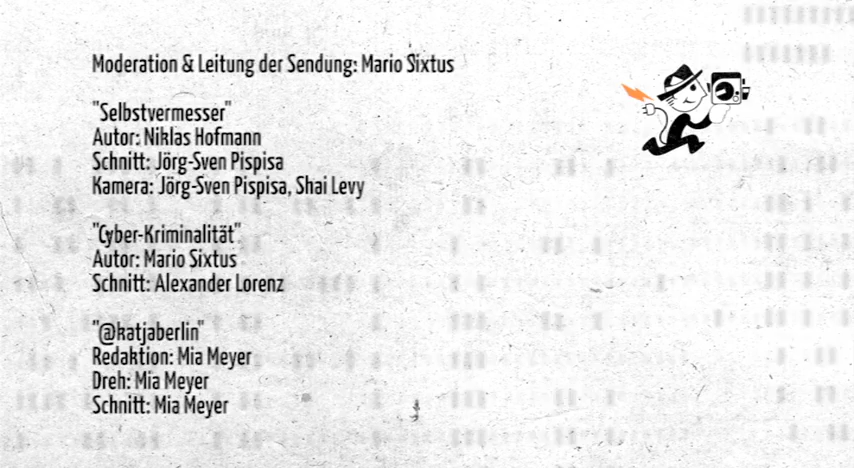 Moderation & Leitung der Sendung: Mario Sixtus
"Selbstvermesser"
Autor: Niklas Hofmann
Schnitt: Jörg-Sven Pispisa
Kamera: Jörg-Sven Pispisa, Shai Levy
"Cyber-Kriminalität"
Autor: Mario Sixtus
Schnitt: Alexander Lorenz
"@katjaberlin"
Redaktion: Mia Meyer
Dreh: Mia Meyer
Schnitt: Mia Meyer